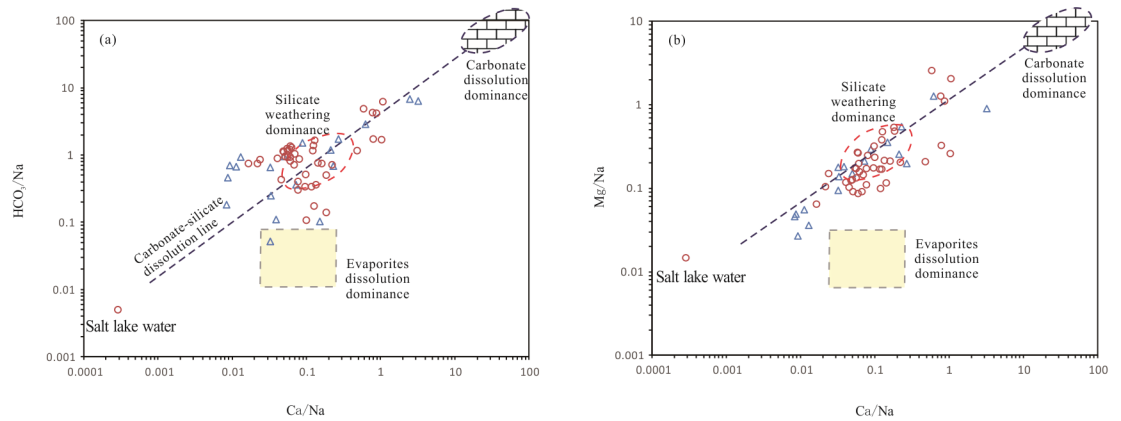 (a)
HCO₃/Na
100
10
1
0.1
0.01
0.001
Carbonate
dissolution
dominance
Silicate
weathering
dominance
Carbonate-silicate
dissolution line
Evaporites
dissolution
dominance
Salt lake water
0.0001
0.001
0.01
0.1
1
10
100
Ca/Na
(b)
Mg/Na
10
1
0.1
0.01
0.001
Carbonate
dissolution
dominance
Silicate
weathering
dominance
Evaporites
dissolution
dominance
Salt lake water
0.0001
0.001
0.01
0.1
1
10
100
Ca/Na